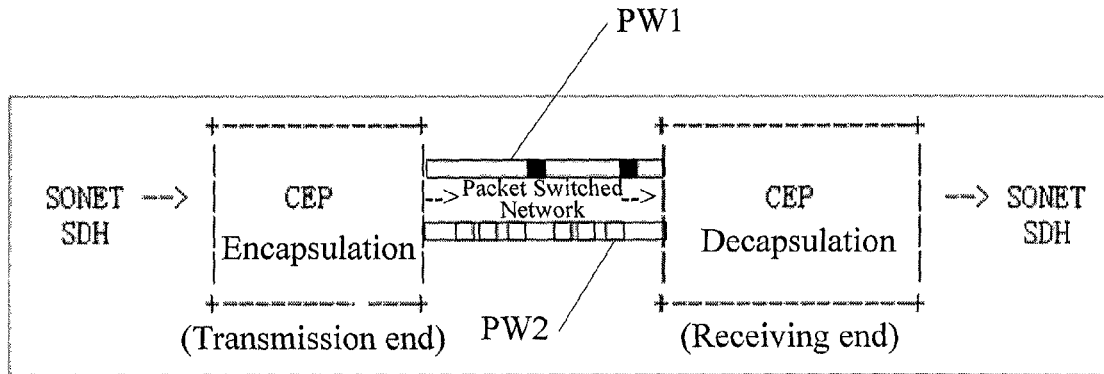 PW1
SONET
SDH
CEP
Encapsulation
(Transmission end)
Packet Switched
Network
PW2
CEP
Decapsulation
(Receiving end)
SONET
SDH